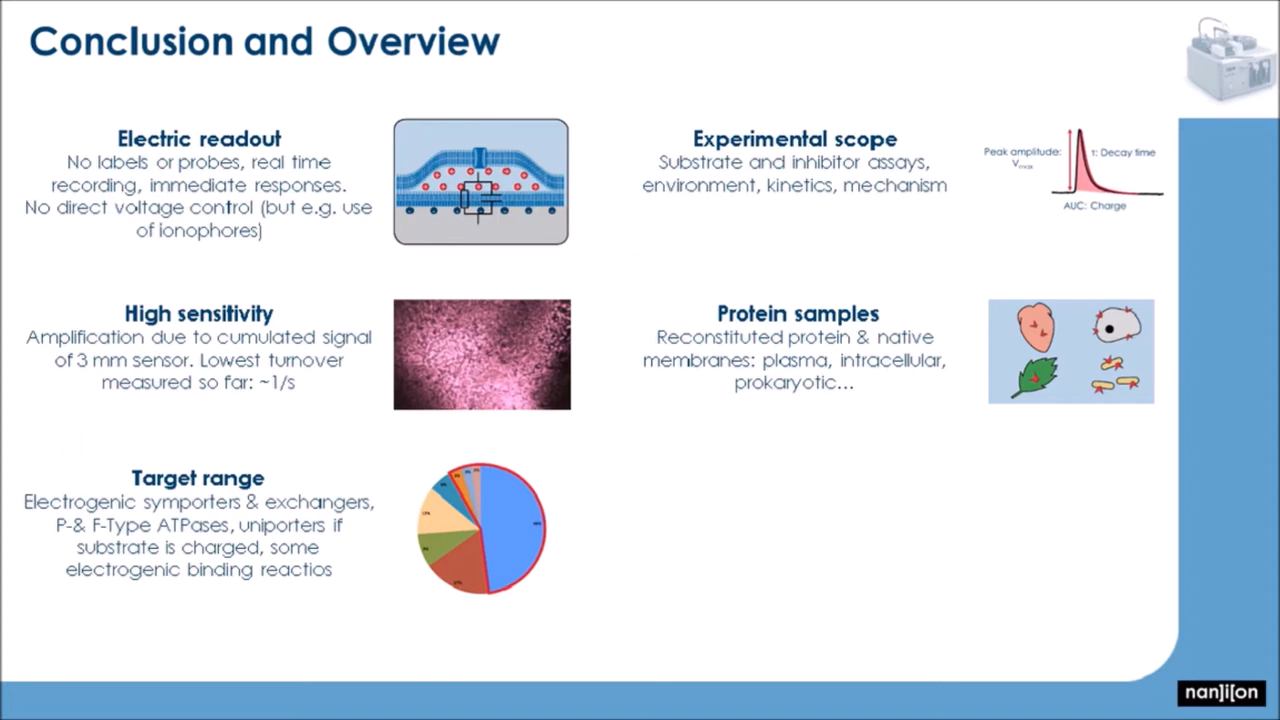 Conclusion and Overview
Electric readout
No labels or probes, real time
recording, immediate responses.
No direct voltage control (but e.g. use
of ionophores)
Experimental scope
Substrate and inhibitor assays,
environment, kinetics, mechanism
Peak amplitude:
Vmax
τ: Decay time
AUC: Charge
High sensitivity
Amplification due to cumulated signal
of 3 mm sensor. Lowest turnover
measured so far: ~1/s
Protein samples
Reconstituted protein & native
membranes: plasma, intracellular,
prokaryotic...
Target range
Electrogenic symporters & exchangers,
P-& F-Type ATPases, uniporters if
substrate is charged, some
electrogenic binding reactios
nan]i[on